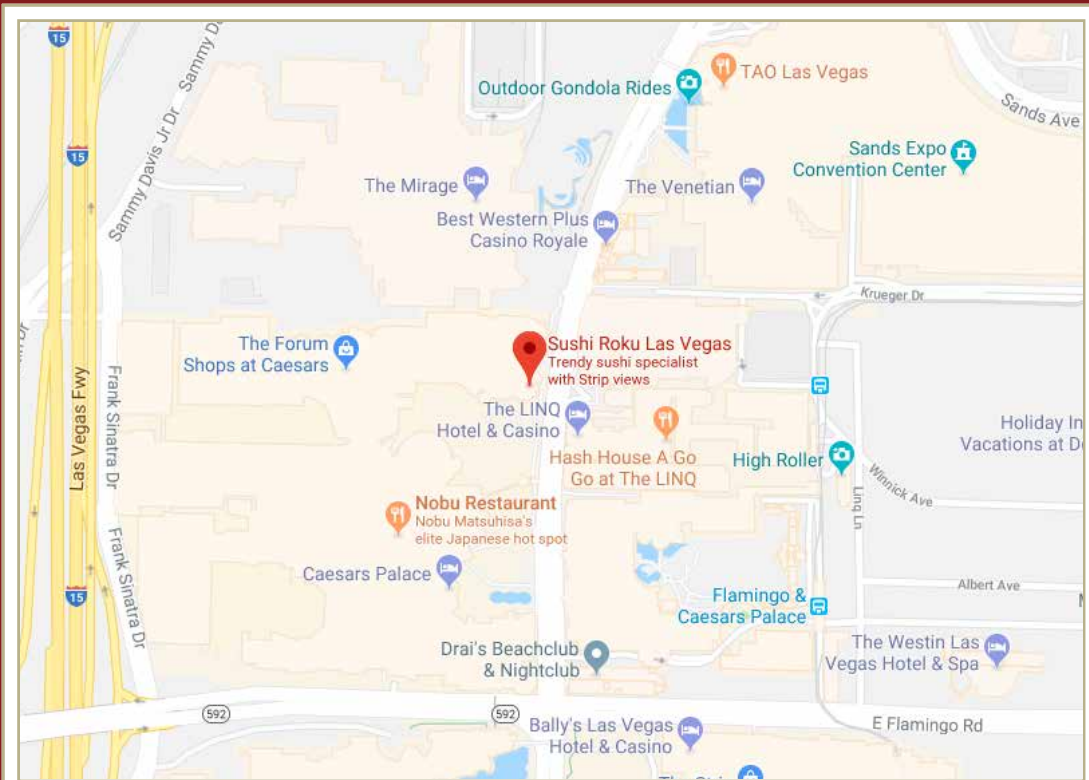 15
Sammy D
TAO Las Vegas
Outdoor Gondola Rides
Sands Ave
Sammy Davis Jr Dr
15
Sands Expo
Convention Center
The Mirage
The Venetian
Best Western Plus
Casino Royale
Krueger Dr
The Forum
Shops at Caesars
Sushi Roku Las Vegas
Trendy sushi specialist
with Strip views
Las Vegas Fwy
Frank Sinatra Dr
The LINQ
Hotel & Casino
Holiday In
Vacations at De
Hash House A Go
Go at The LINQ
High Roller
Winnick Ave
Linq Ln
Nobu Restaurant
Nobu Matsuhisa's
elite Japanese hot spot
Frank Sinatra Dr
Caesars Palace
15
Albert Ave
Flamingo &
Caesars Palace
Drai's Beachclub
& Nightclub
The Westin Las
Vegas Hotel & Spa
592
592
E Flamingo Rd
Bally's Las Vegas
Hotel & Casino